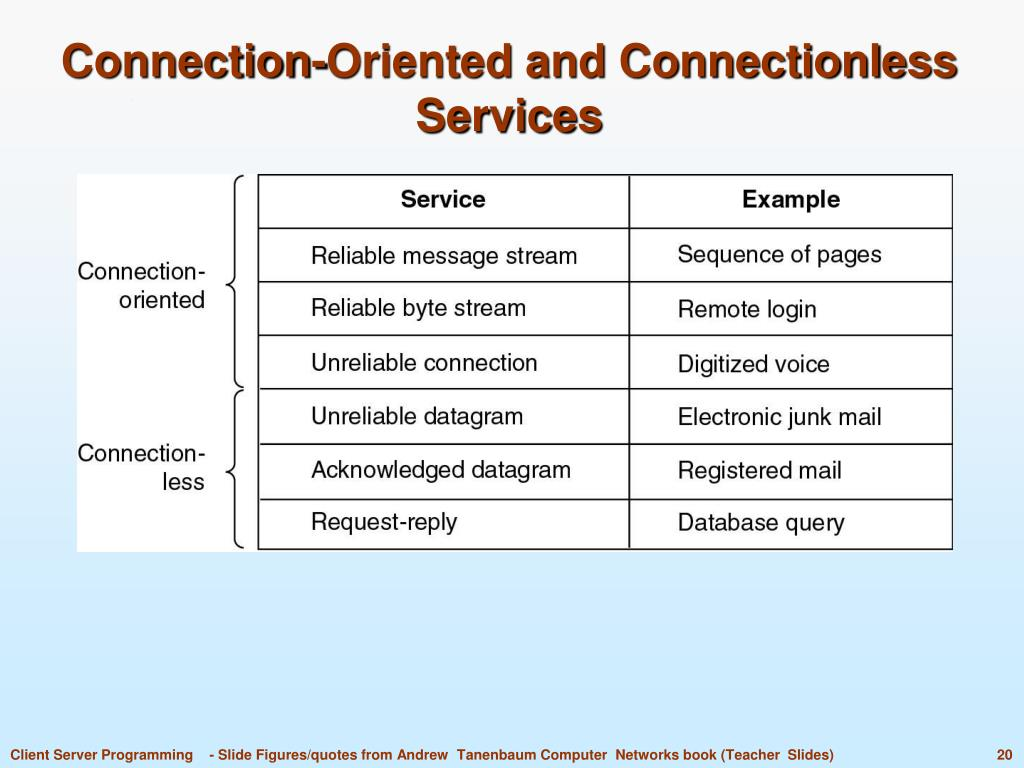 Connection-Oriented and Connectionless
Services
Service Example
Connection-
oriented
Reliable message stream Sequence of pages
Reliable byte stream Remote login
Unreliable connection Digitized voice
Connection-
less
Unreliable datagram Electronic junk mail
Acknowledged datagram Registered mail
Request-reply Database query
Client Server Programming - Slide Figures/quotes from Andrew Tanenbaum Computer Networks book (Teacher Slides) 20